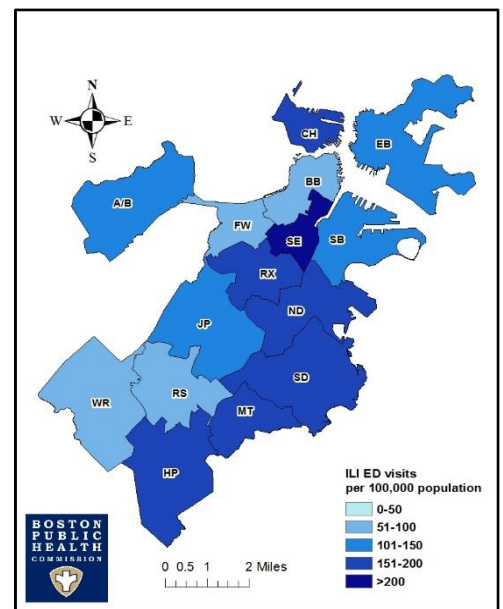 N
W E
S
CH
EB
A/B
BB
FW
SE
SB
RX
ND
JP
SD
WR
RS
MT
HP
ILI ED visits
per 100,000 population
0-50
51-100
101-150
151-200
>200
BOSTON
PUBLIC
HEALTH
COMMISSION
0 0.5 1 2 Miles